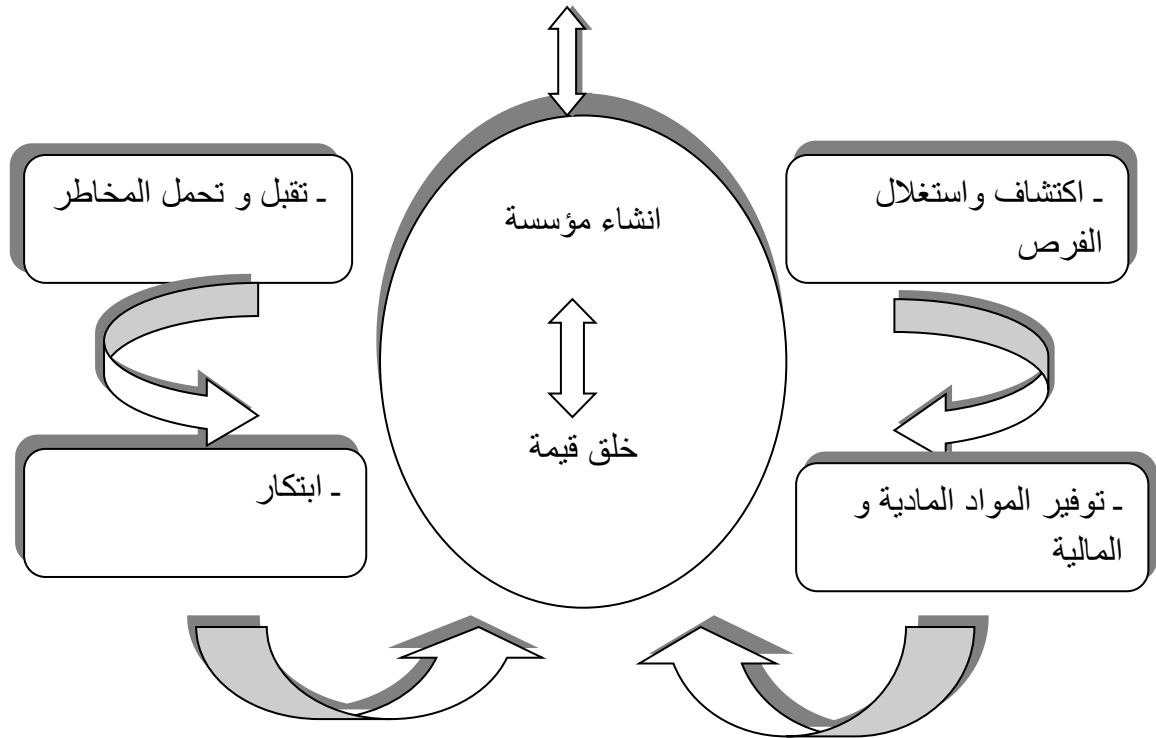 ـ اكتشاف واستغلال
الفرص
انشاء مؤسسة
ـ تقبل و تحمل المخاطر
خلق قيمة
ـ توفير المواد المادية و
المالية
ـ ابتكار